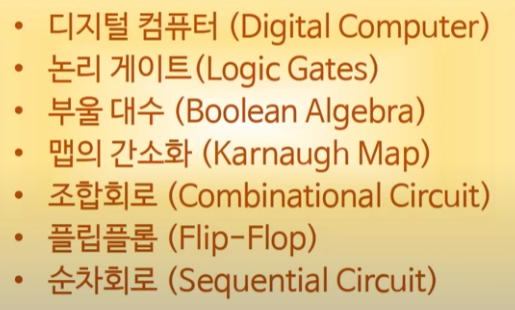 • 디지털 컴퓨터 (Digital Computer)
• 논리 게이트(Logic Gates)
• 부울 대수 (Boolean Algebra)
• 맵의 간소화 (Karnaugh Map)
• 조합회로 (Combinational Circuit)
• 플립플롭 (Flip-Flop)
• 순차회로 (Sequential Circuit)